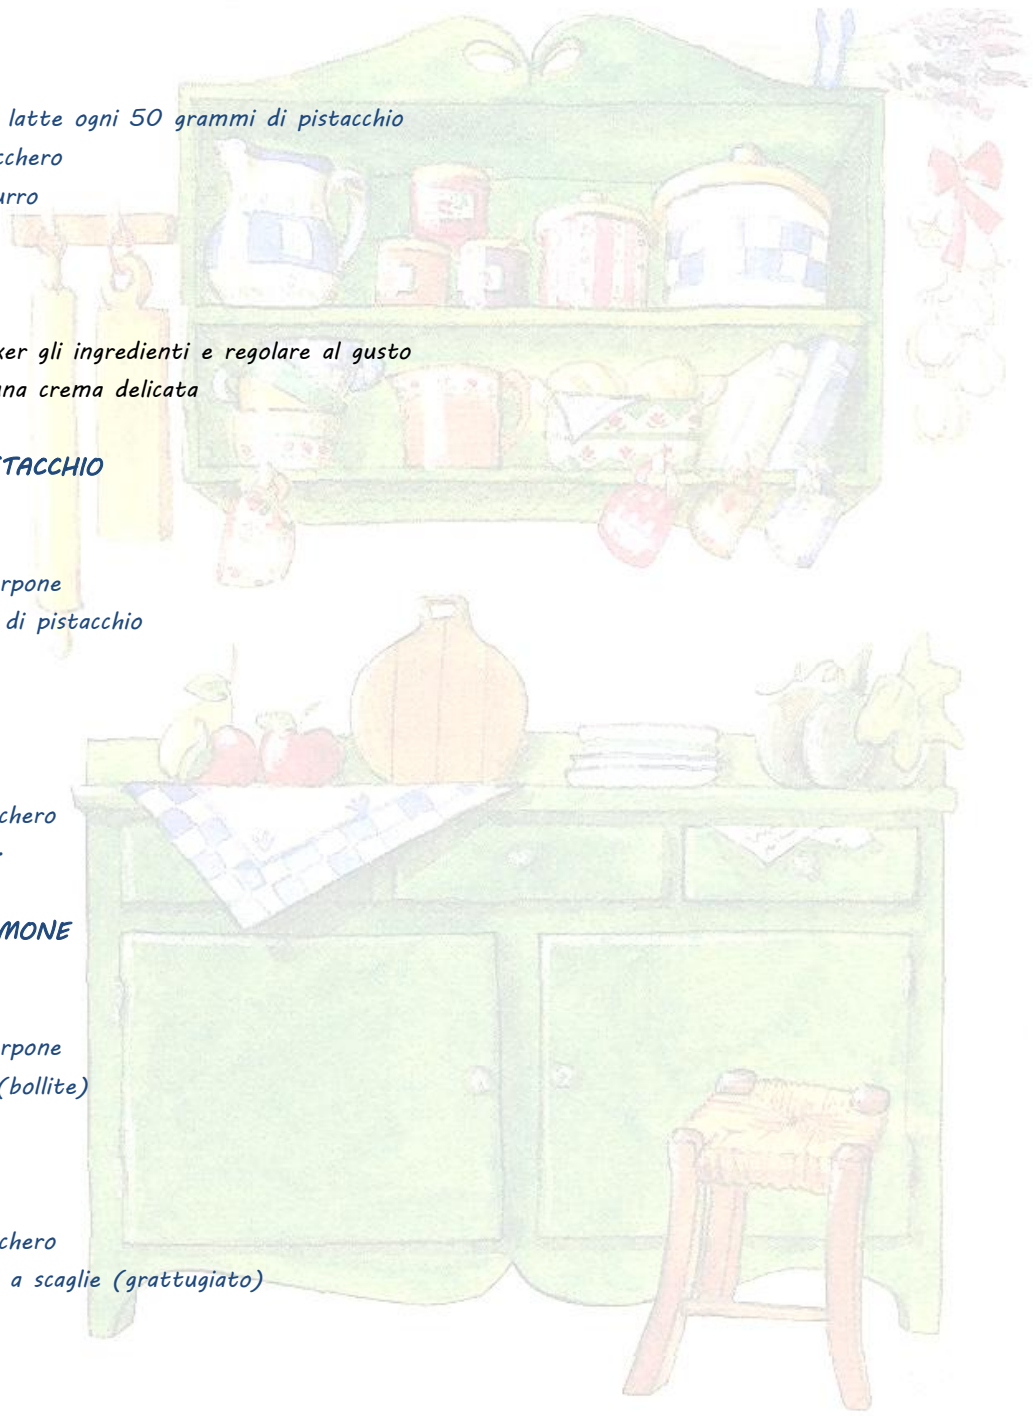 latte ogni 50 grammi di pistacchio
cchero
urro
xer gli ingredienti e regolare al gusto
una crema delicata
TACCHIO
rpone
di pistacchio
chero
.
MONE
rpone
(bollite)
chero
a scaglie (grattugiato)